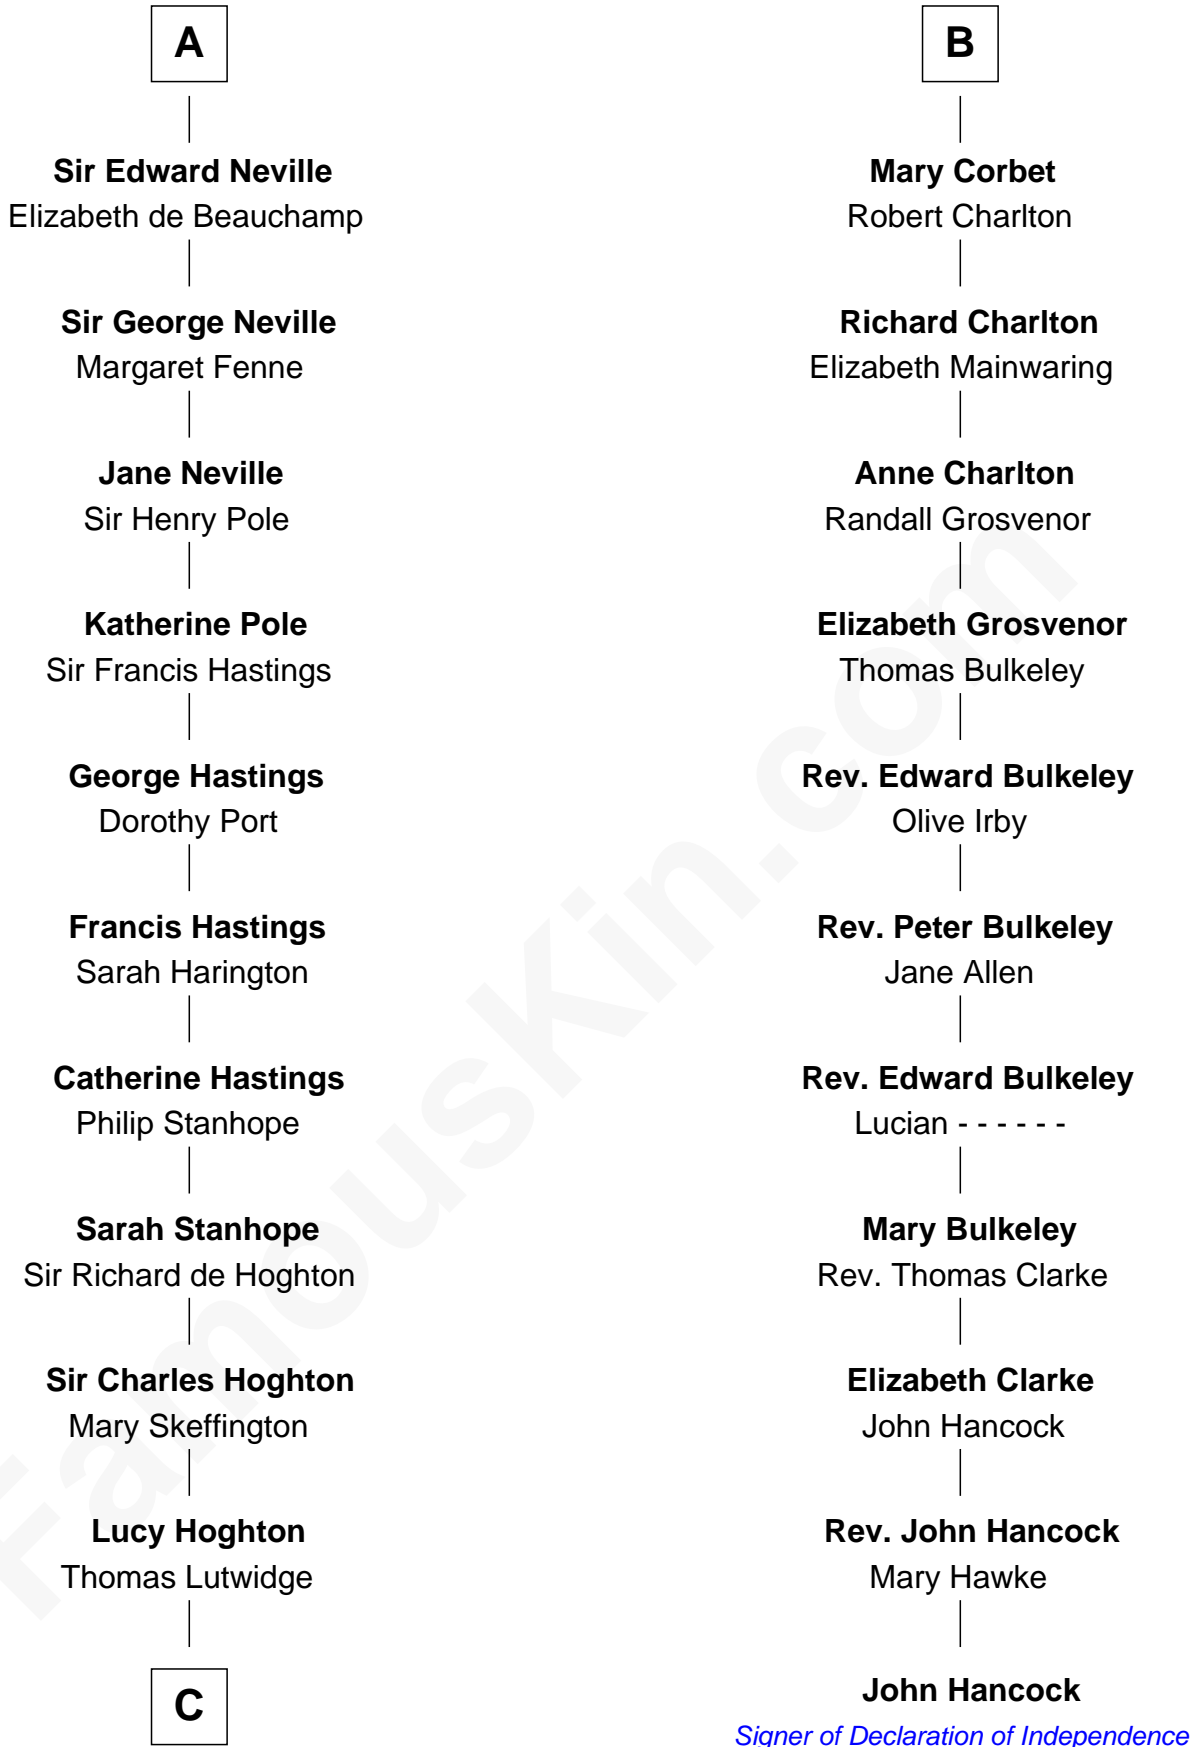 A
Sir Edward Neville
Elizabeth de Beauchamp
Sir George Neville
Margaret Fenne
Jane Neville
Sir Henry Pole
Katherine Pole
Sir Francis Hastings
George Hastings
Dorothy Port
Francis Hastings
Sarah Harington
Catherine Hastings
Philip Stanhope
Sarah Stanhope
Sir Richard de Hoghton
Sir Charles Hoghton
Mary Skeffington
Lucy Hoghton
Thomas Lutwidge
C
B
Mary Corbet
Robert Charlton
Richard Charlton
Elizabeth Mainwaring
Anne Charlton
Randall Grosvenor
Elizabeth Grosvenor
Thomas Bulkeley
Rev. Edward Bulkeley
Olive Irby
Rev. Peter Bulkeley
Jane Allen
Rev. Edward Bulkeley
Lucian - - - - - -
Mary Bulkeley
Rev. Thomas Clarke
Elizabeth Clarke
John Hancock
Rev. John Hancock
Mary Hawke
John Hancock
Signer of Declaration of Independence
FamousKin.com